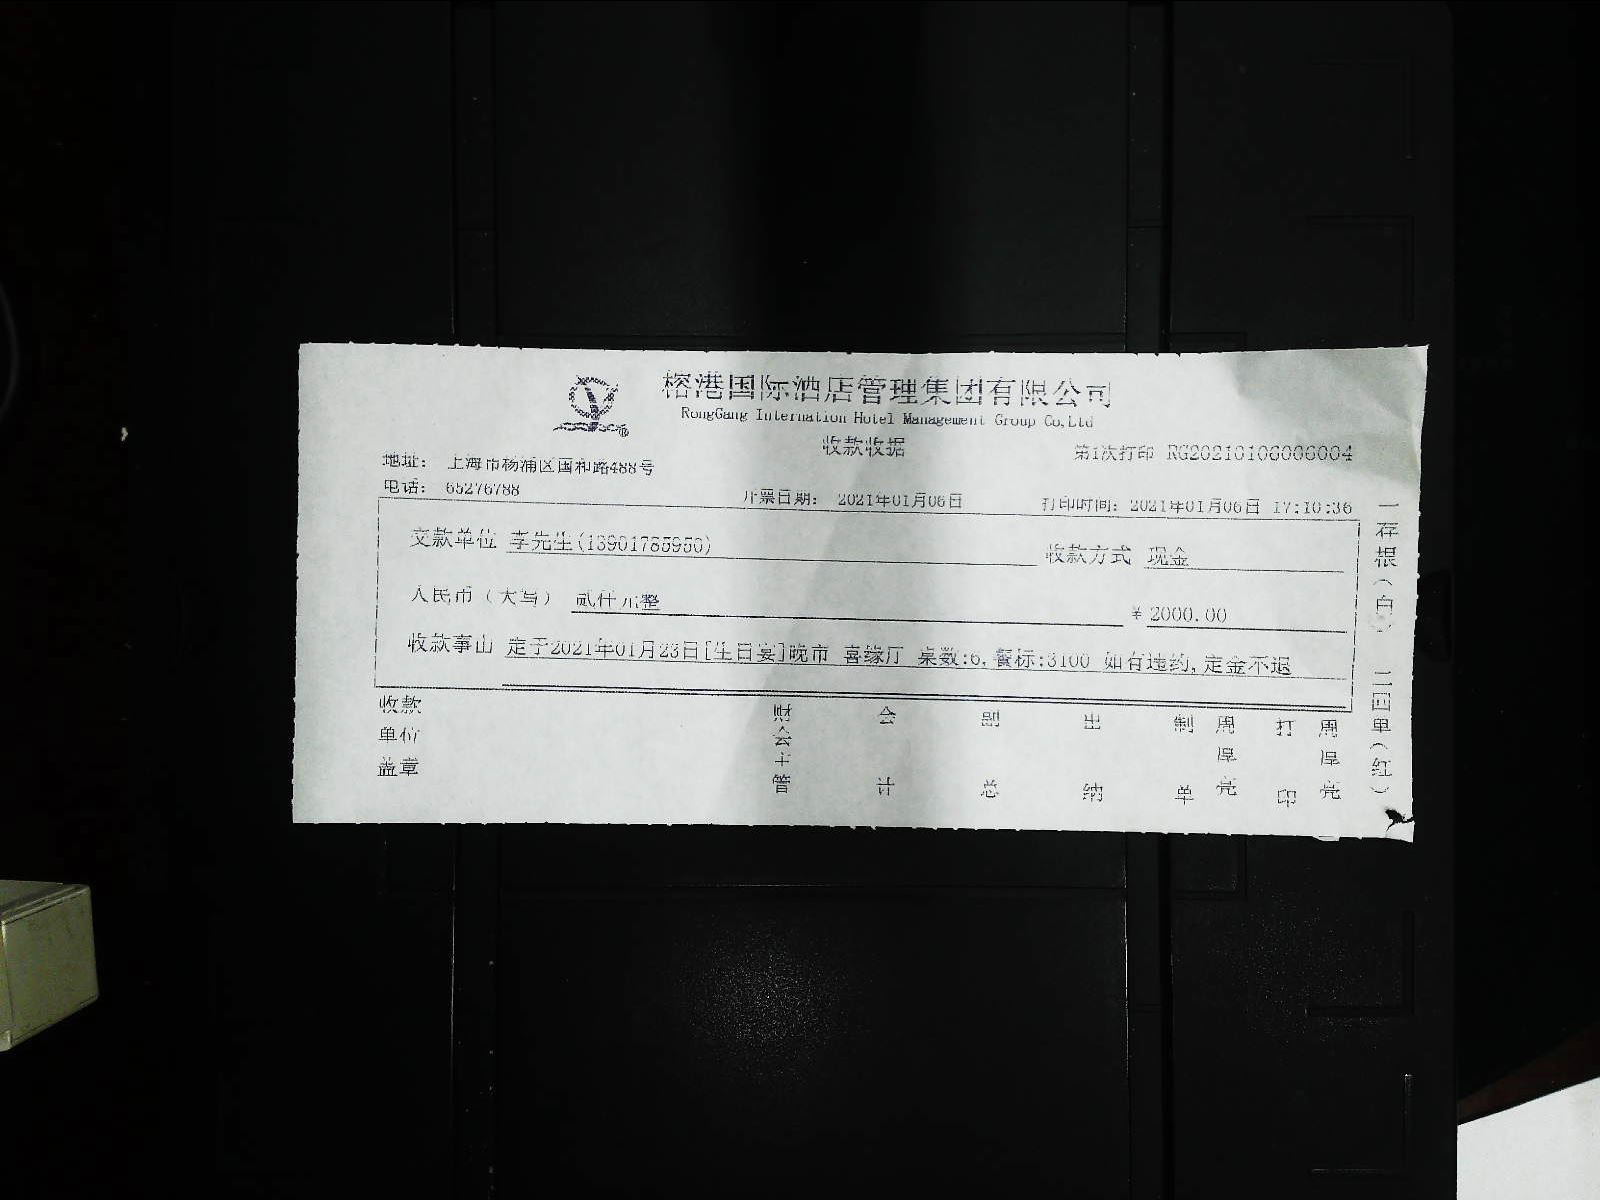 榕港国际酒店管理集团有限公司
RongGang Internation Hotel Management Group Co,Ltd
收款收据
第1次打印 RG20210106006004
地址: 上海市杨浦区国和路488号
电话: 65276788
开票日期: 2021年01月06日
打印时间: 2021年01月06日 17:10:36
交款单位 李先生(13901785950)
收款方式 现金
人民币(大写) 贰仟元整
¥ 2000.00
收款事由 定于2021年01月23日[生日宴]晚市 喜缘厅 桌数:6,餐标:3100 如有违约,定金不退
收款单位盖章
财会主管
会计
副总
出纳
制单 周厚亮
打印 周厚亮
一存根(白) 二回单(红)